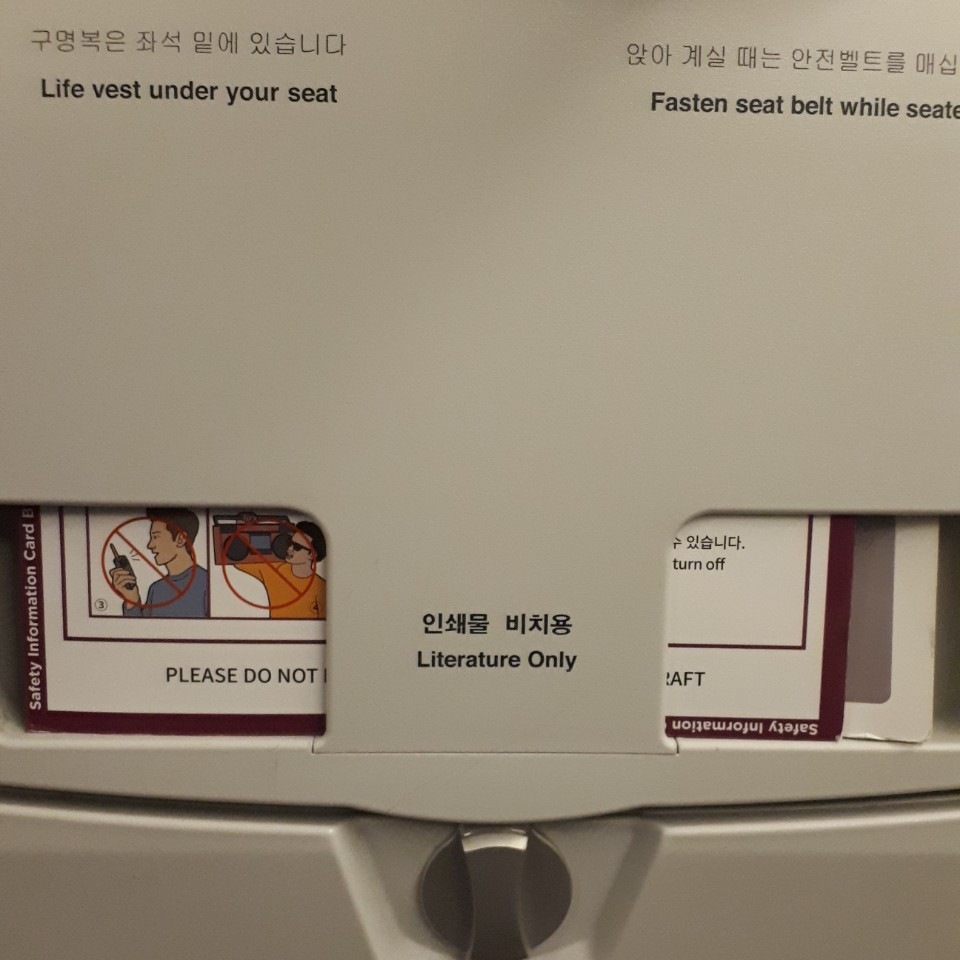 구명복은 좌석 밑에 있습니다
Life vest under your seat
앉아 계실 때는 안전벨트를 매십
Fasten seat belt while seate
Safety Information Card
③
④
수 있습니다.
turn off
PLEASE DO NOT
RAFT
Safety Information
인쇄물 비치용
Literature Only